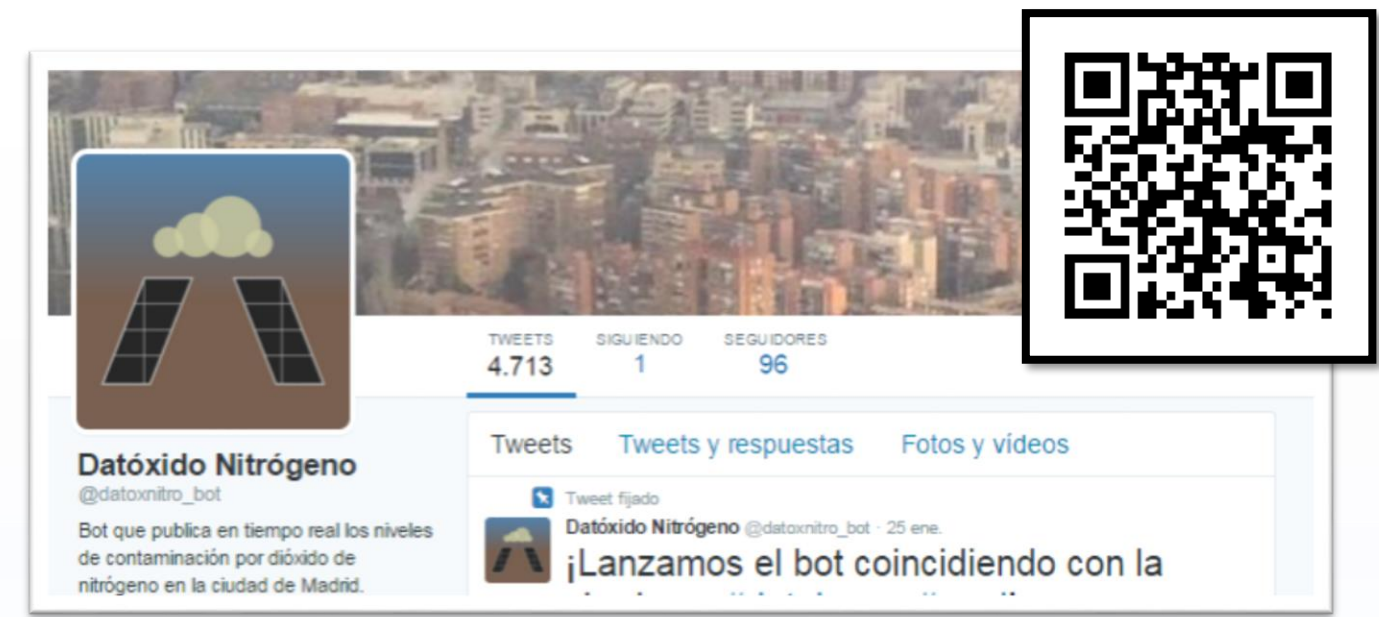 TWEETS SIGUIENDO SEGUIDORES
4.713 1 96
Datóxido Nitrógeno
@datoxnitro_bot
Bot que publica en tiempo real los niveles
de contaminación por dióxido de
nitrógeno en la ciudad de Madrid.
Tweets Tweets y respuestas Fotos y vídeos
Tweet fijado
Datóxido Nitrógeno @datoxnitro_bot · 25 ene.
¡Lanzamos el bot coincidiendo con la